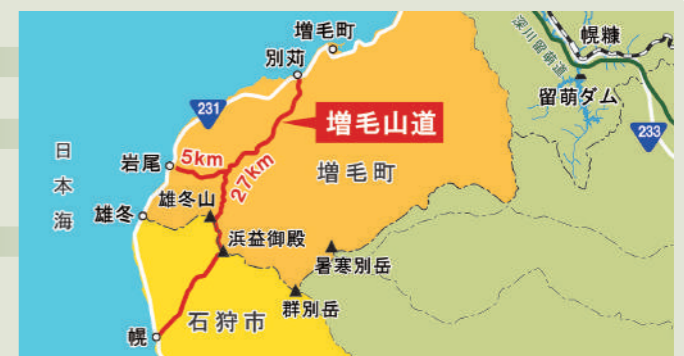 増毛町
別苅
231
増毛山道
幌糠
深川留萌道
留萌ダム
233
日本海
岩尾
5km
27km
増毛町
雄冬山
雄冬
浜益御殿
暑寒別岳
群別岳
石狩市
幌